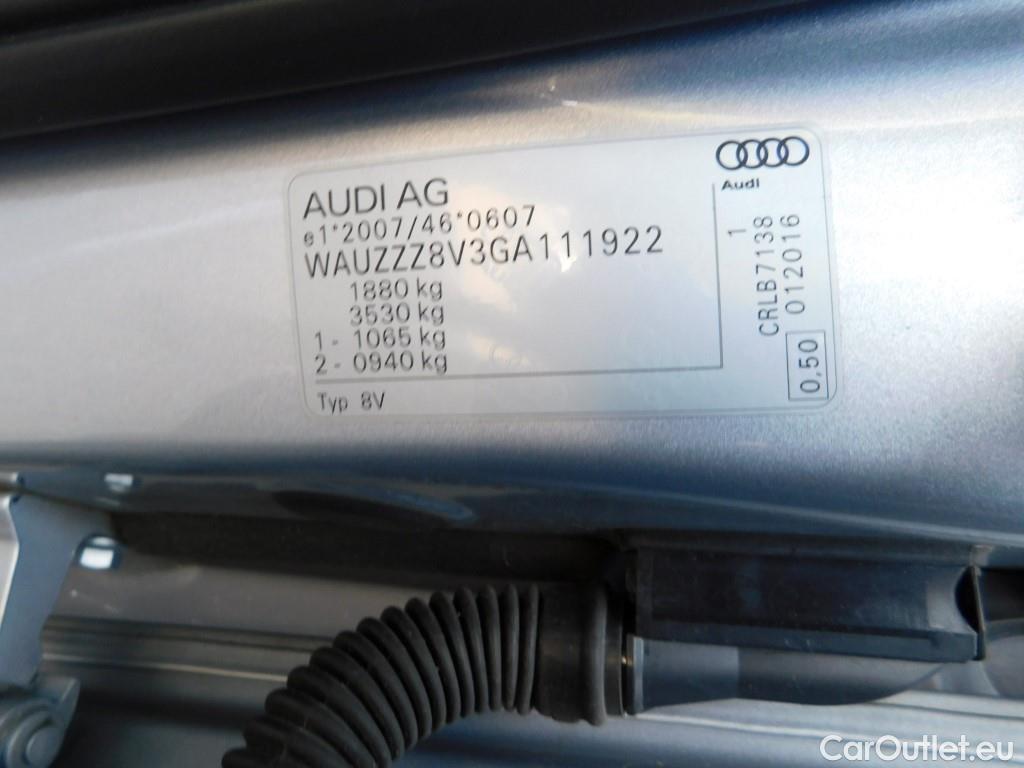 AUDI AG
e1*2007/46*0607
WAUZZZ8V3GA111922
1880 kg
3530 kg
1 - 1065 kg
2 - 0940 kg
Typ 8V
Audi
1
CRLB7138
012016
0,50
CarOutlet.eu